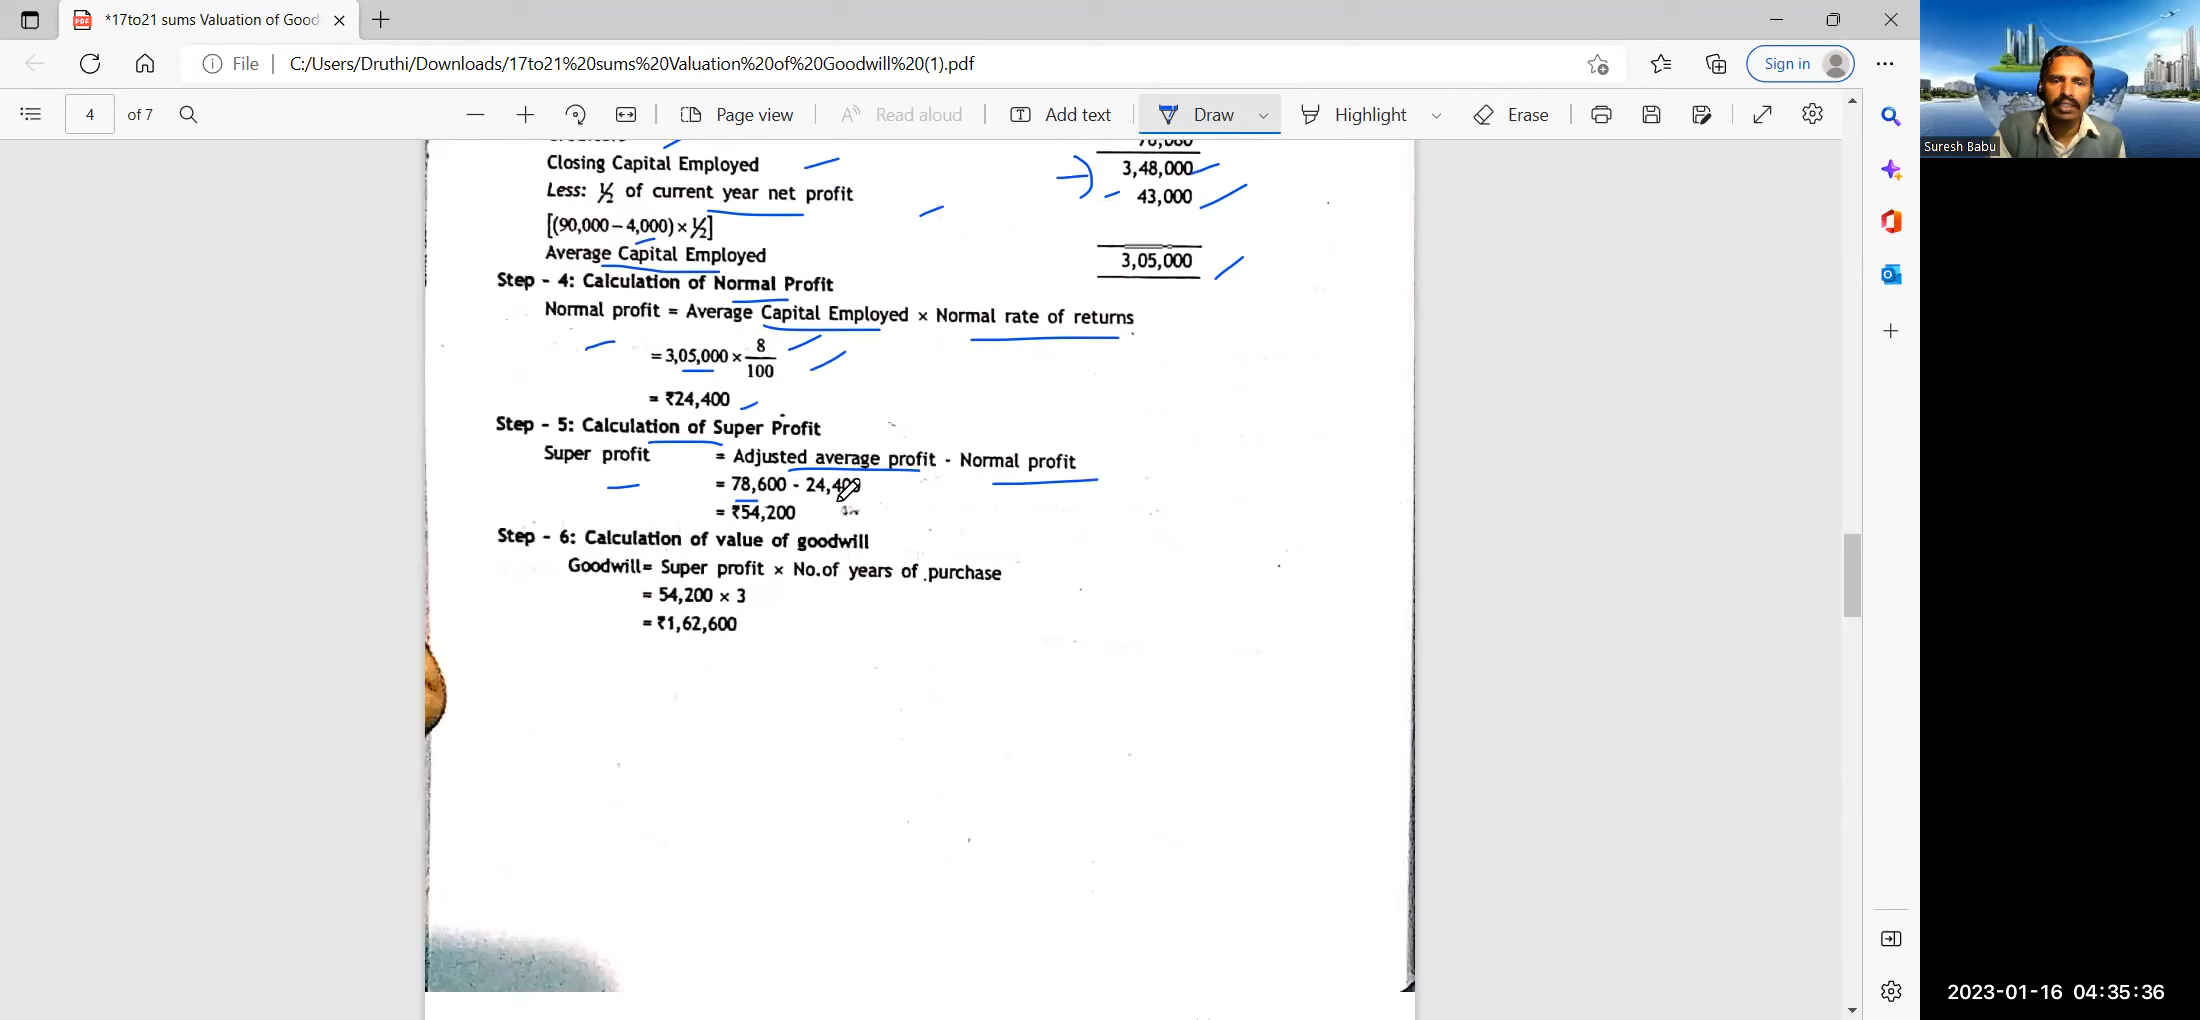 *17to21 sums Valuation of Good
File
C:/Users/Druthi/Downloads/17to21%20sums%20Valuation%20of%20Goodwill%20(1).pdf
Sign in
4 of 7
Page view
Read aloud
Add text
Draw
Highlight
Erase
Suresh Babu
Closing Capital Employed 3,48,000
Less: ½ of current year net profit - 43,000
[(90,000 – 4,000) × ½]
Average Capital Employed 3,05,000
Step - 4: Calculation of Normal Profit
Normal profit = Average Capital Employed × Normal rate of returns
= 3,05,000 × 8/100
= ₹24,400
Step - 5: Calculation of Super Profit
Super profit = Adjusted average profit - Normal profit
= 78,600 - 24,400
= ₹54,200
Step - 6: Calculation of value of goodwill
Goodwill= Super profit × No.of years of purchase
= 54,200 × 3
= ₹1,62,600
2023-01-16 04:35:36